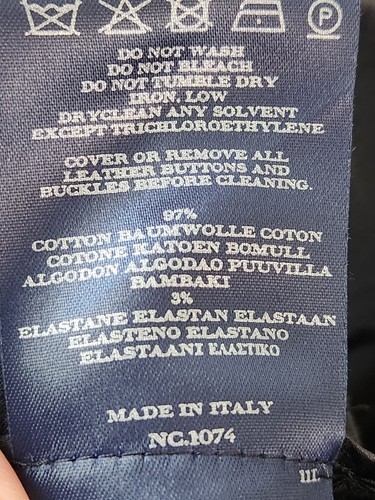 P
DO NOT WASH
DO NOT BLEACH
DO NOT TUMBLE DRY
IRON. LOW
DRYCLEAN ANY SOLVENT
EXCEPT TRICHLOROETHYLENE
COVER OR REMOVE ALL
LEATHER BUTTONS AND
BUCKLES BEFORE CLEANING.
97%
COTTON BAUMWOLLE COTON
COTONE KATOEN BOMULL
ALGODON ALGODAO PUUVILLA
BAMBAKI
3%
ELASTANE ELASTAN ELASTAAN
ELASTENO ELASTANO
ELASTAANI ΕΛΑΣΤΙΚΟ
MADE IN ITALY
NC.1074
III.